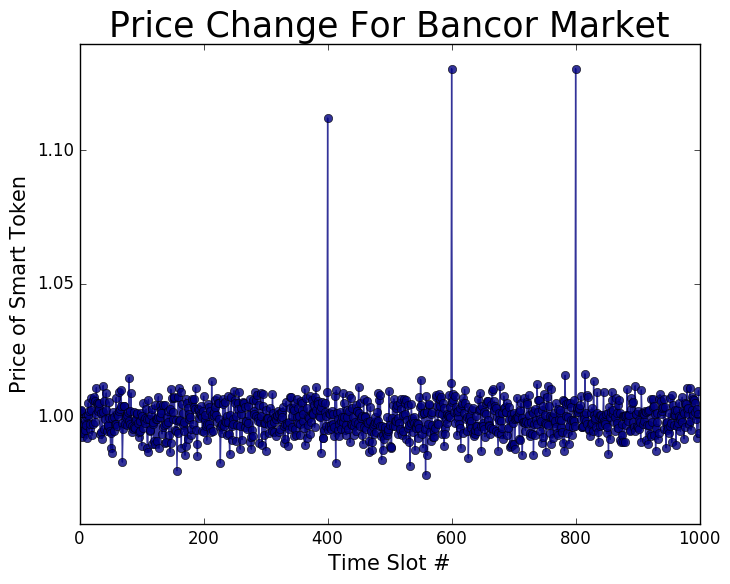 Price Change For Bancor Market
Price of Smart Token
1.10
1.05
1.00
0 200 400 600 800 1000
Time Slot #